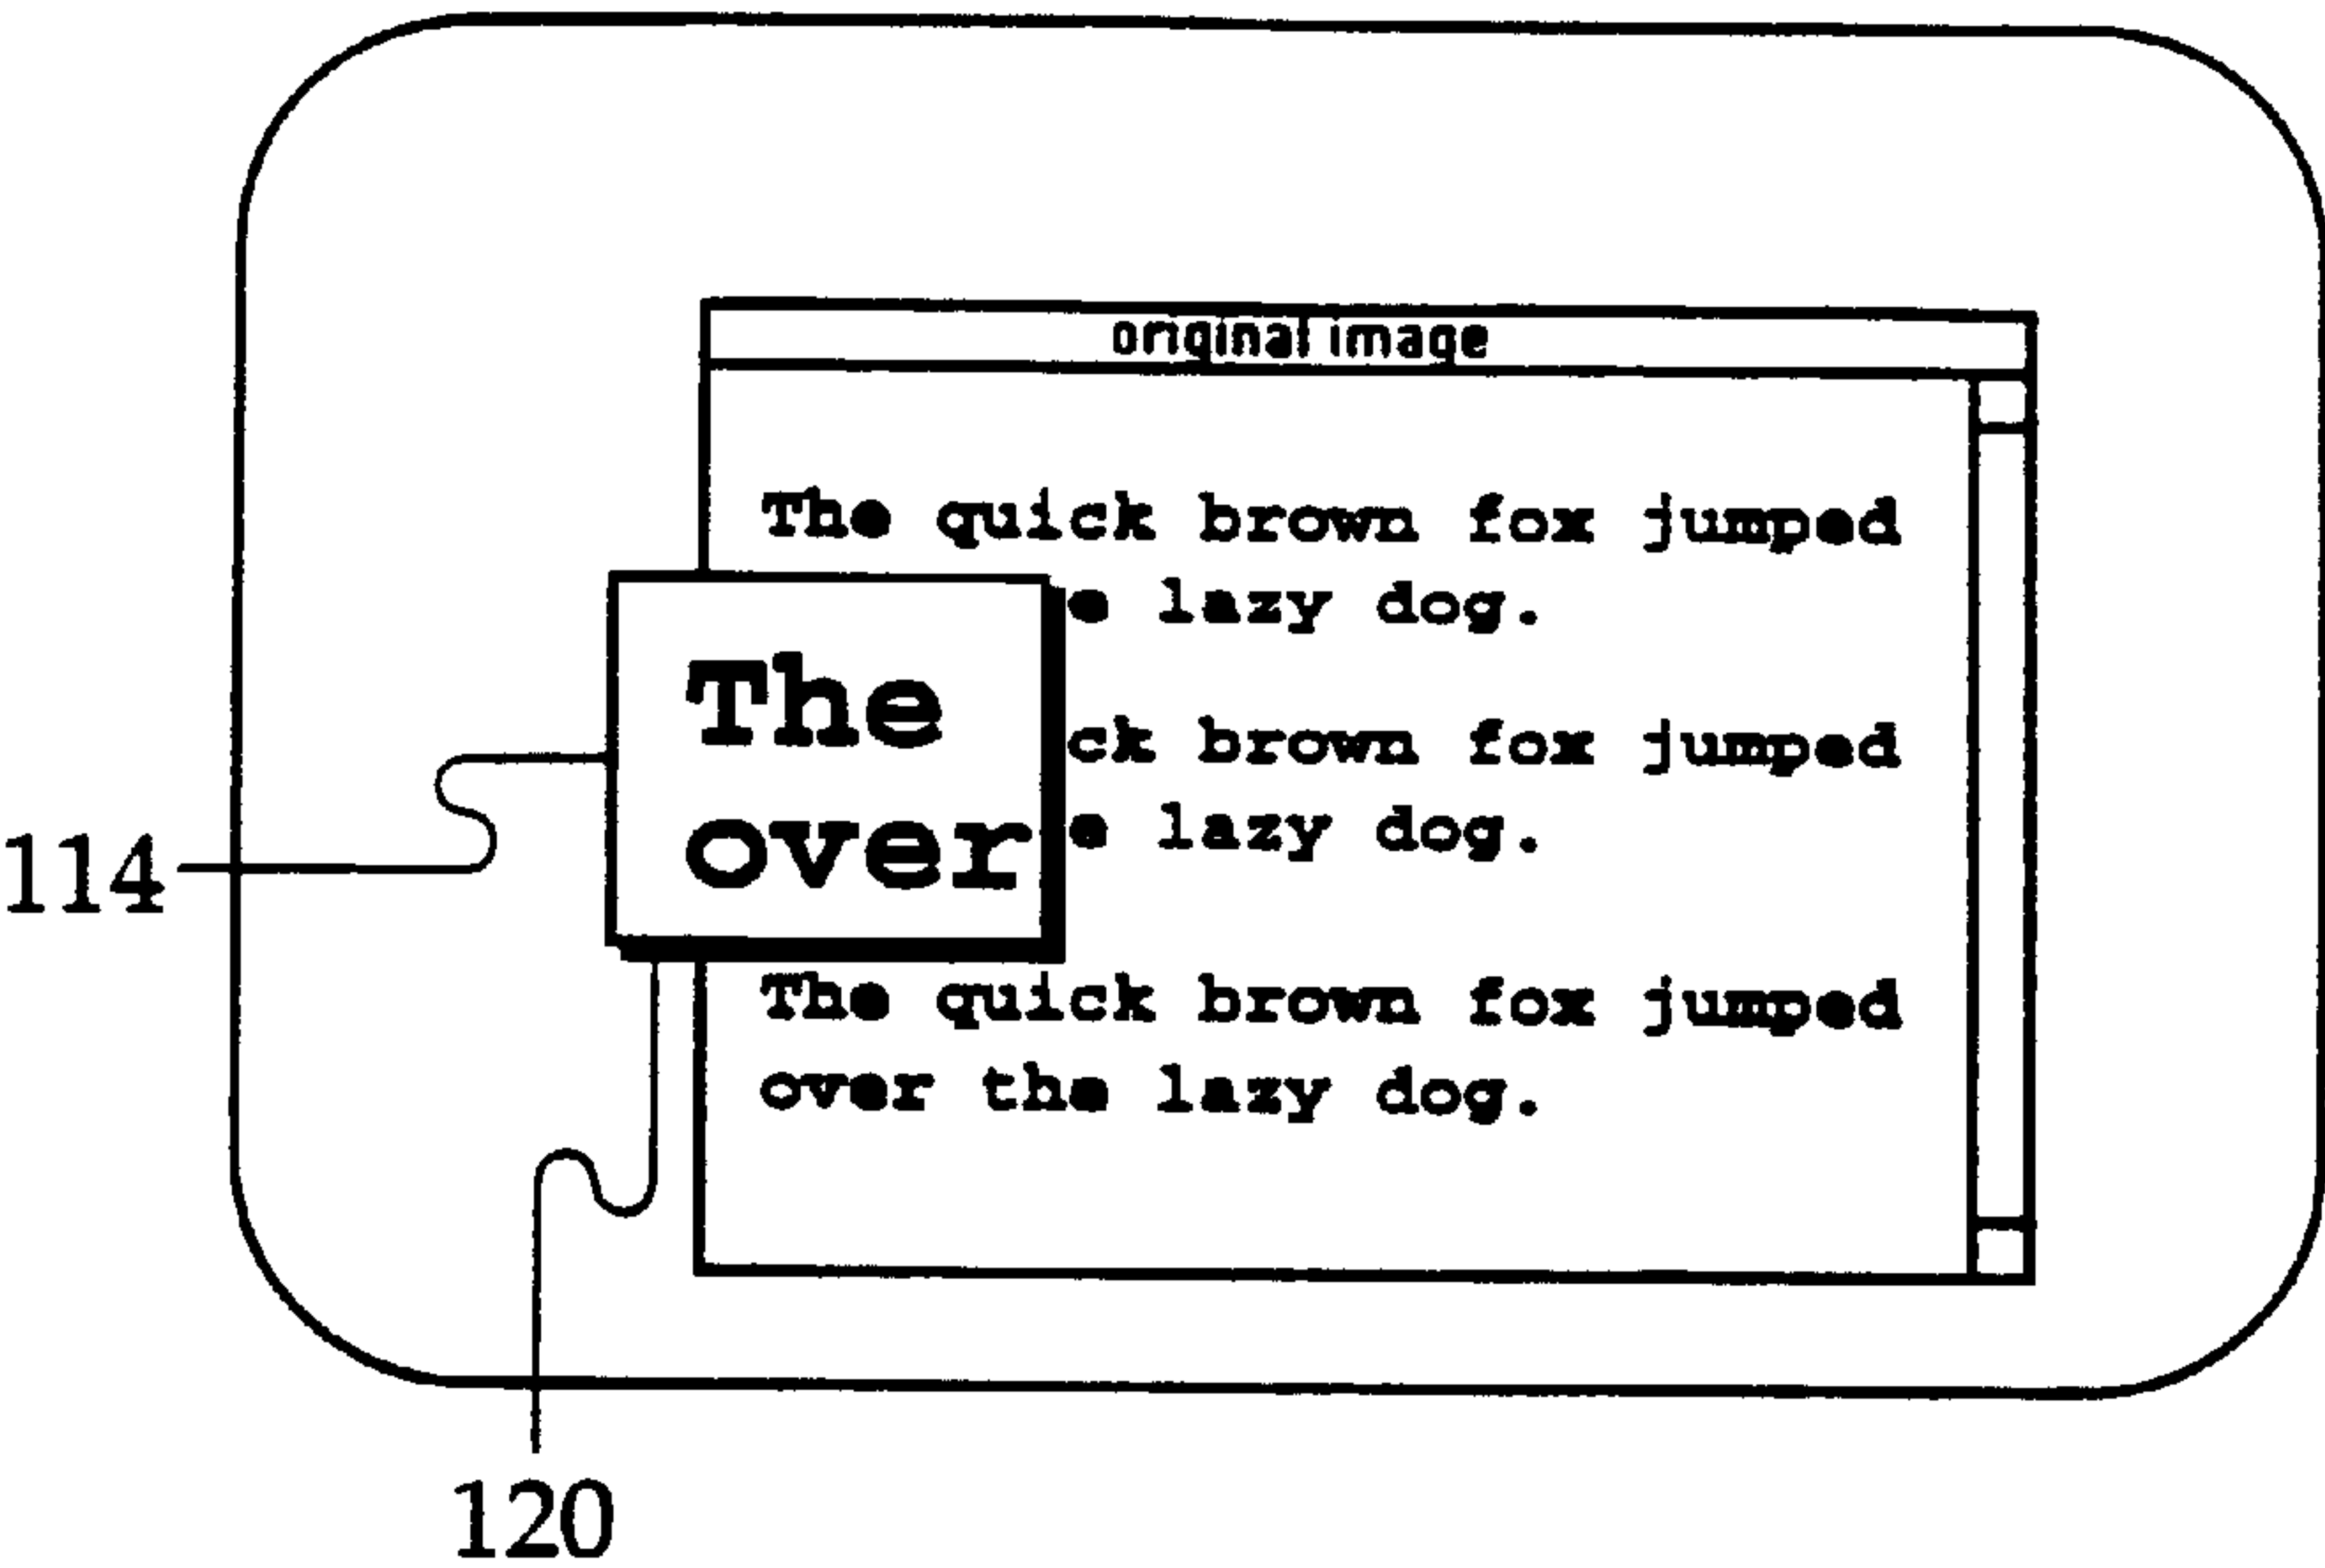 original image
The quick brown fox jumped
e lazy dog.
The
ck brown fox jumped
over
e lazy dog.
114
The quick brown fox jumped
over the lazy dog.
120